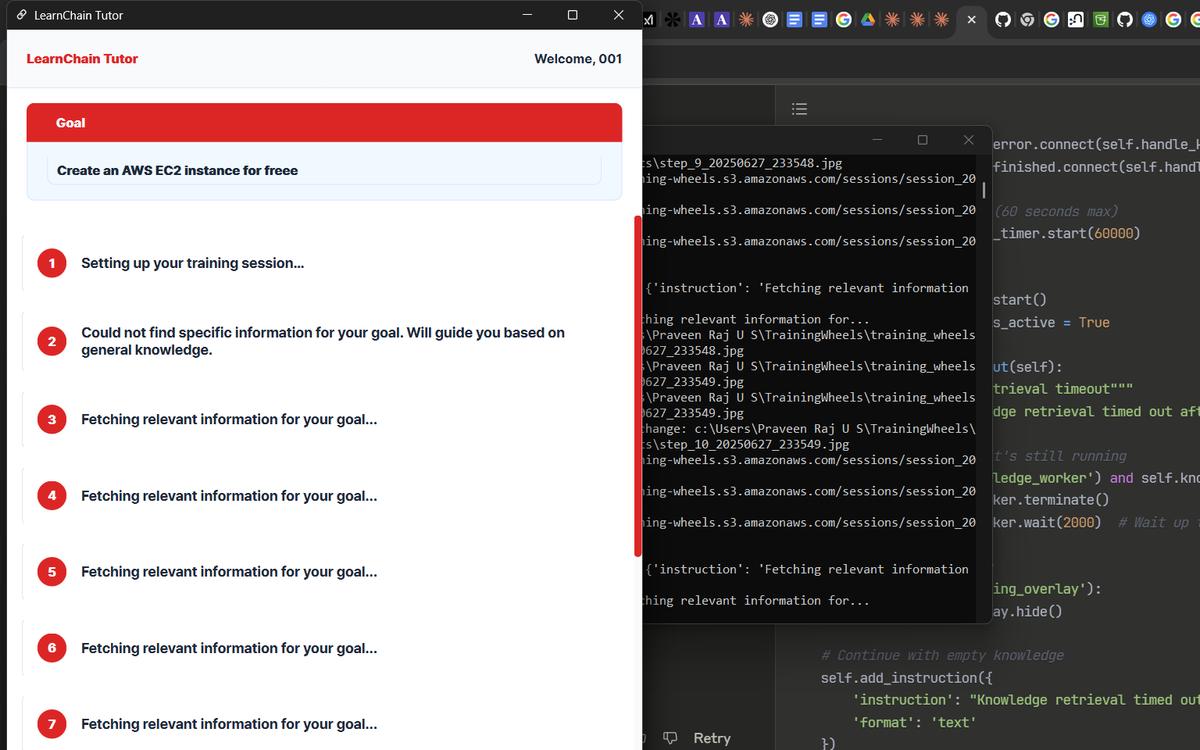 LearnChain Tutor
LearnChain Tutor
Welcome, 001
Goal
Create an AWS EC2 instance for freee
1
Setting up your training session...
2
Could not find specific information for your goal. Will guide you based on
general knowledge.
3
Fetching relevant information for your goal...
4
Fetching relevant information for your goal...
5
Fetching relevant information for your goal...
6
Fetching relevant information for your goal...
7
Fetching relevant information for your goal...
ts\step_9_20250627_233548.jpg
ning-wheels.s3.amazonaws.com/sessions/session_20
ning-wheels.s3.amazonaws.com/sessions/session_20
ning-wheels.s3.amazonaws.com/sessions/session_20
{'instruction': 'Fetching relevant information
ching relevant information for...
s\Praveen Raj U S\TrainingWheels\training_wheels
0627_233548.jpg
s\Praveen Raj U S\TrainingWheels\training_wheels
0627_233549.jpg
s\Praveen Raj U S\TrainingWheels\training_wheels
0627_233549.jpg
change: c:\Users\Praveen Raj U S\TrainingWheels\
ts\step_10_20250627_233549.jpg
ning-wheels.s3.amazonaws.com/sessions/session_20
ning-wheels.s3.amazonaws.com/sessions/session_20
ning-wheels.s3.amazonaws.com/sessions/session_20
{'instruction': 'Fetching relevant information
ching relevant information for...
error.connect(self.handle_k
finished.connect(self.handl
(60 seconds max)
_timer.start(60000)
start()
s_active = True
ut(self):
trieval timeout"""
dge retrieval timed out aft
t's still running
ledge_worker') and self.kno
ker.terminate()
ker.wait(2000) # Wait up t
ing_overlay'):
ay.hide()
# Continue with empty knowledge
self.add_instruction({
'instruction': "Knowledge retrieval timed out
'format': 'text'
})
Retry